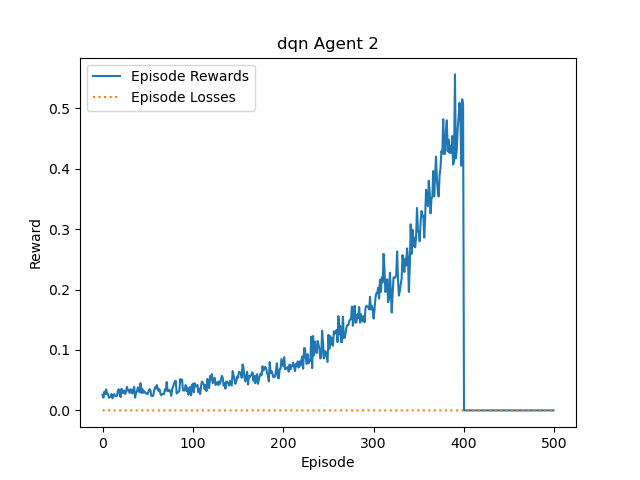 dqn Agent 2
Episode Rewards
Episode Losses
Reward
0.5
0.4
0.3
0.2
0.1
0.0
0 100 200 300 400 500
Episode